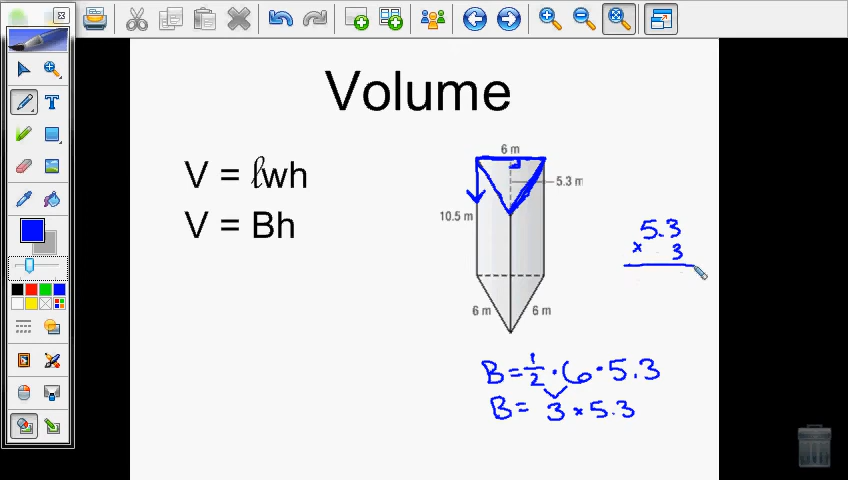 Volume
V = ℓwh
V = Bh
6 m
5.3 m
10.5 m
6 m
6 m
5.3
× 3
B = 1/2 · 6 · 5.3
B = 3 × 5.3
T